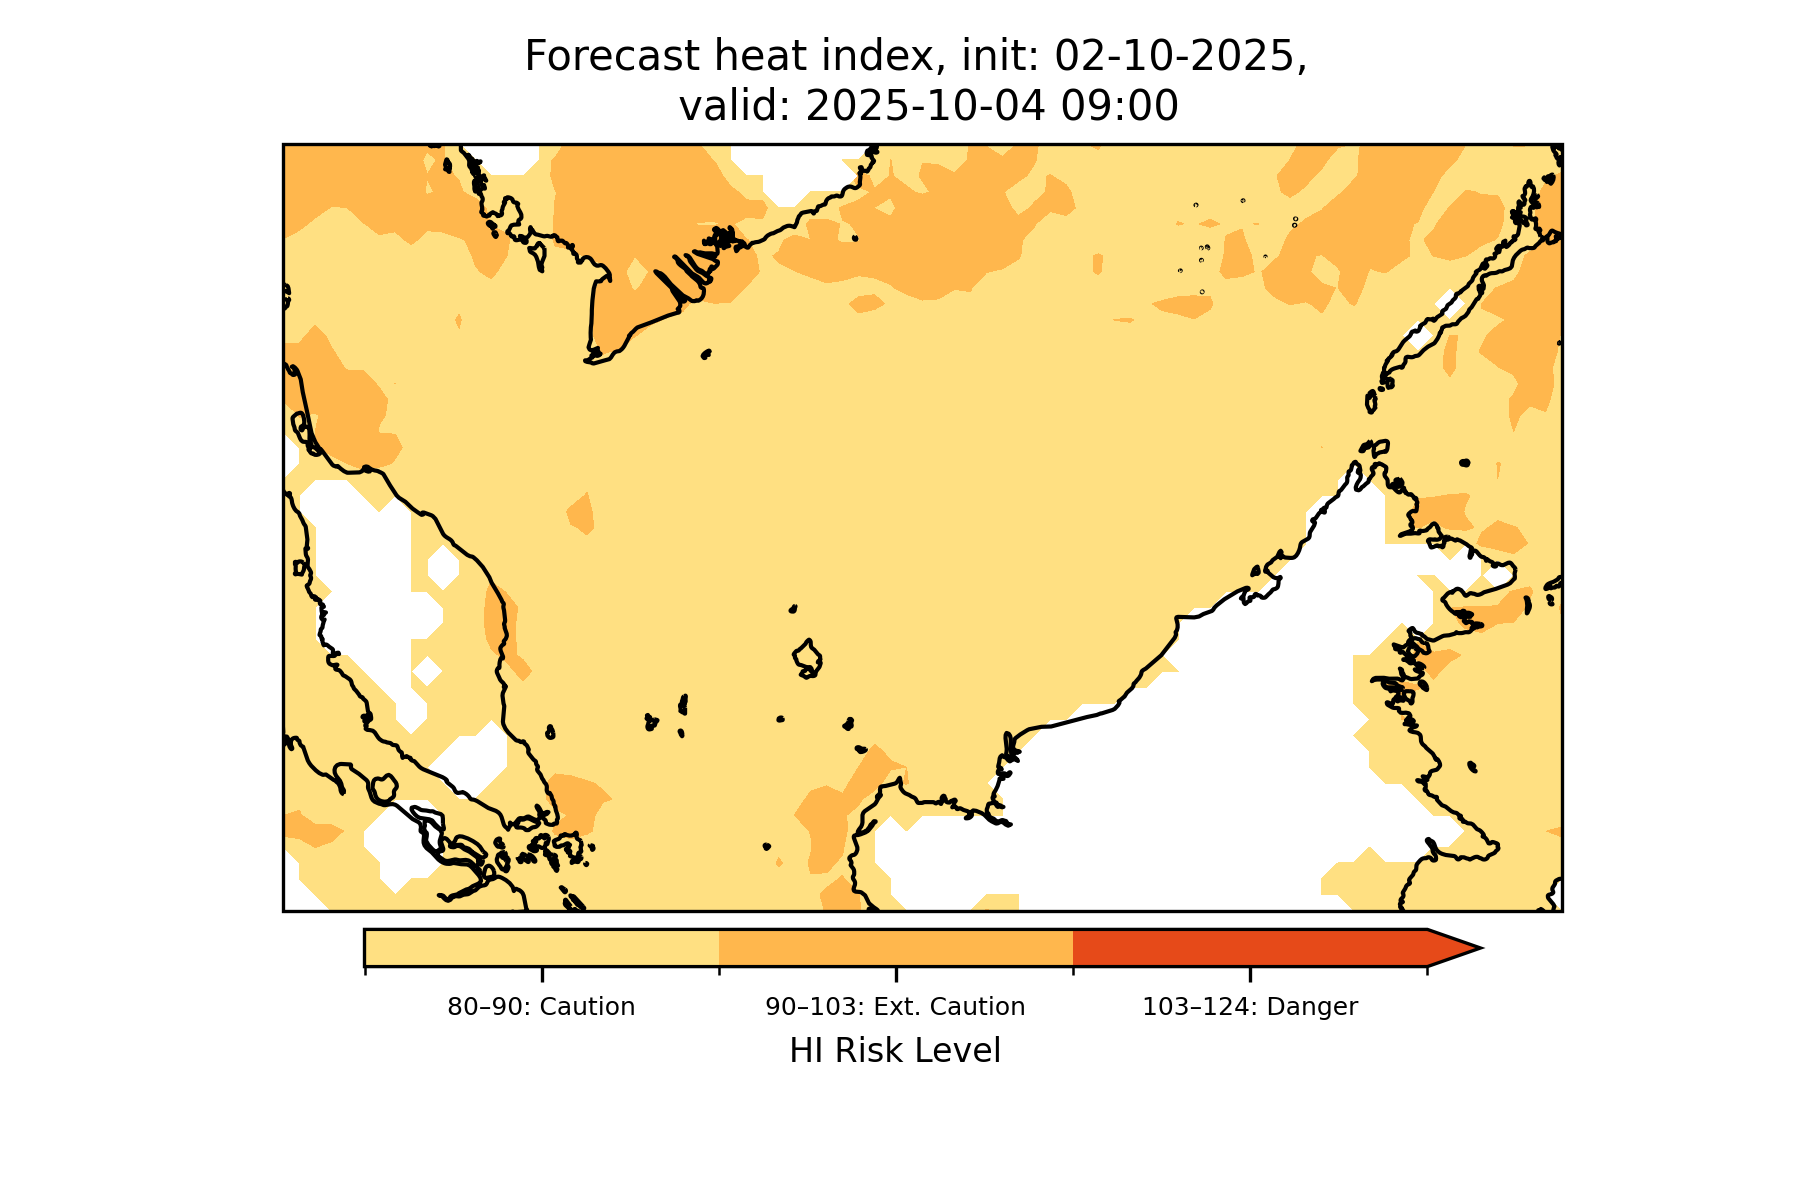 Forecast heat index, init: 02-10-2025,
valid: 2025-10-04 09:00
80–90: Caution
90–103: Ext. Caution
103–124: Danger
HI Risk Level